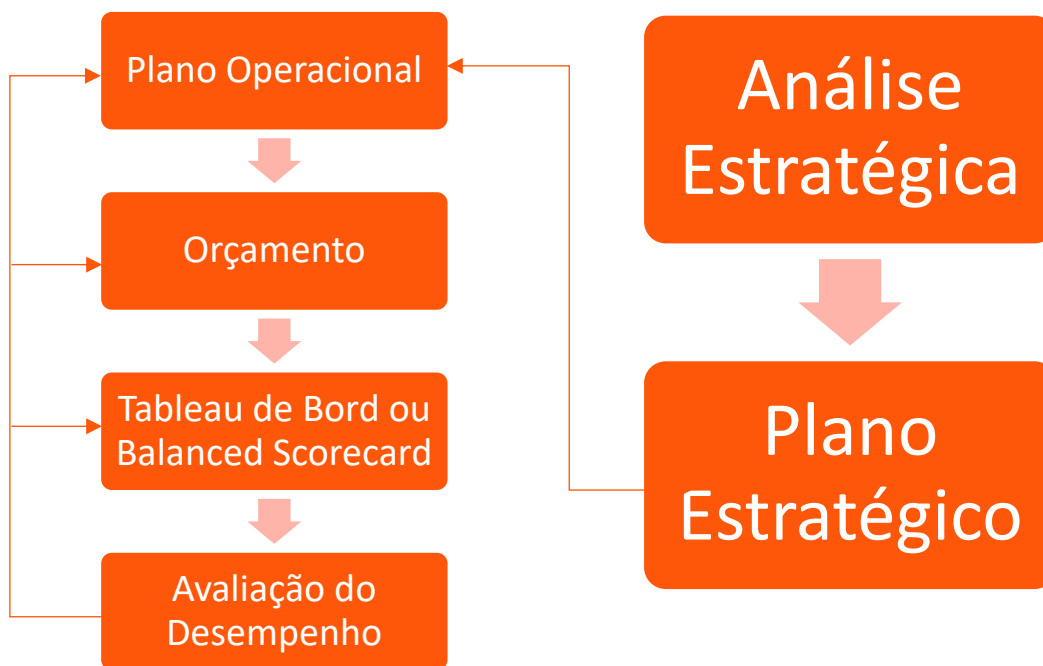 Plano Operacional
Orçamento
Tableau de Bord ou
Balanced Scorecard
Avaliação do
Desempenho
Análise
Estratégica
Plano
Estratégico